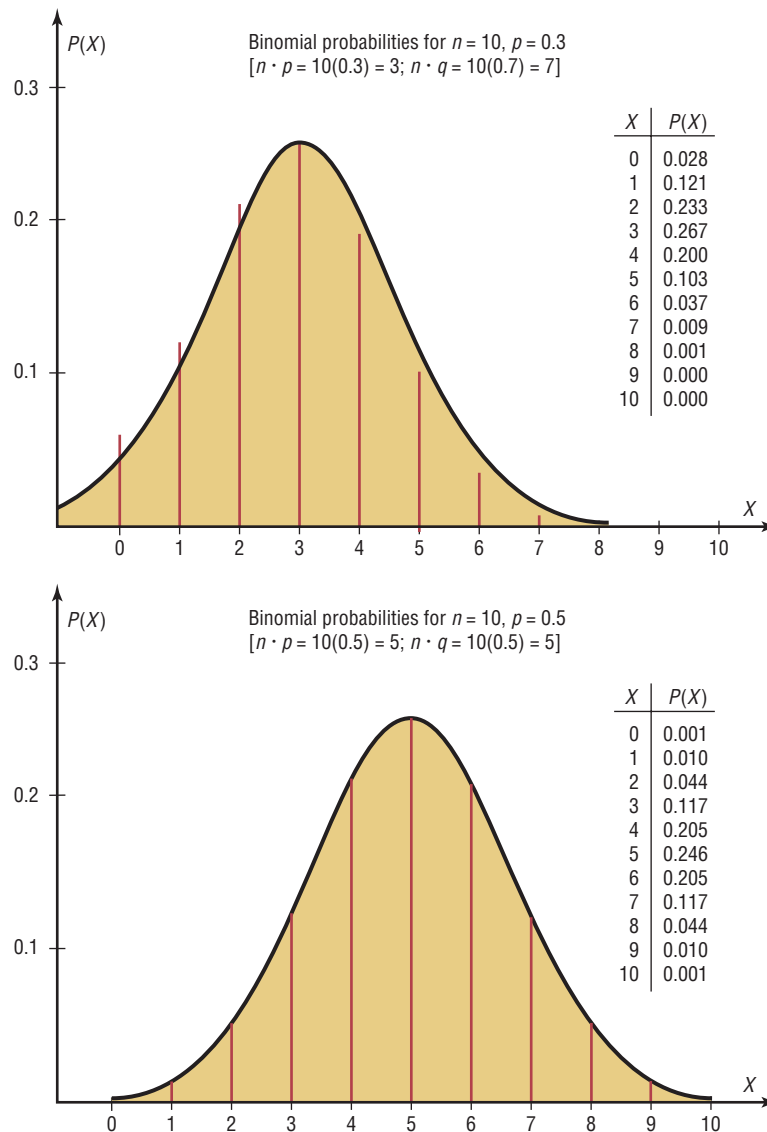 P(X)
Binomial probabilities for n = 10, p = 0.3
[n · p = 10(0.3) = 3; n · q = 10(0.7) = 7]
0.3
X P(X)
0 0.028
1 0.121
2 0.233
0.2
3 0.267
4 0.200
5 0.103
6 0.037
7 0.009
8 0.001
0.1
9 0.000
10 0.000
X
0 1 2 3 4 5 6 7 8 9 10
P(X)
Binomial probabilities for n = 10, p = 0.5
[n · p = 10(0.5) = 5; n · q = 10(0.5) = 5]
0.3
X P(X)
0 0.001
1 0.010
2 0.044
0.2
3 0.117
4 0.205
5 0.246
6 0.205
7 0.117
8 0.044
0.1
9 0.010
10 0.001
X
0 1 2 3 4 5 6 7 8 9 10